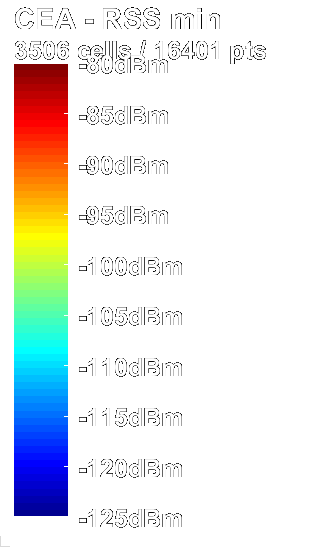 CEA - RSS min
3506 cells / 16401 pts
-80dBm
-85dBm
-90dBm
-95dBm
-100dBm
-105dBm
-110dBm
-115dBm
-120dBm
-125dBm